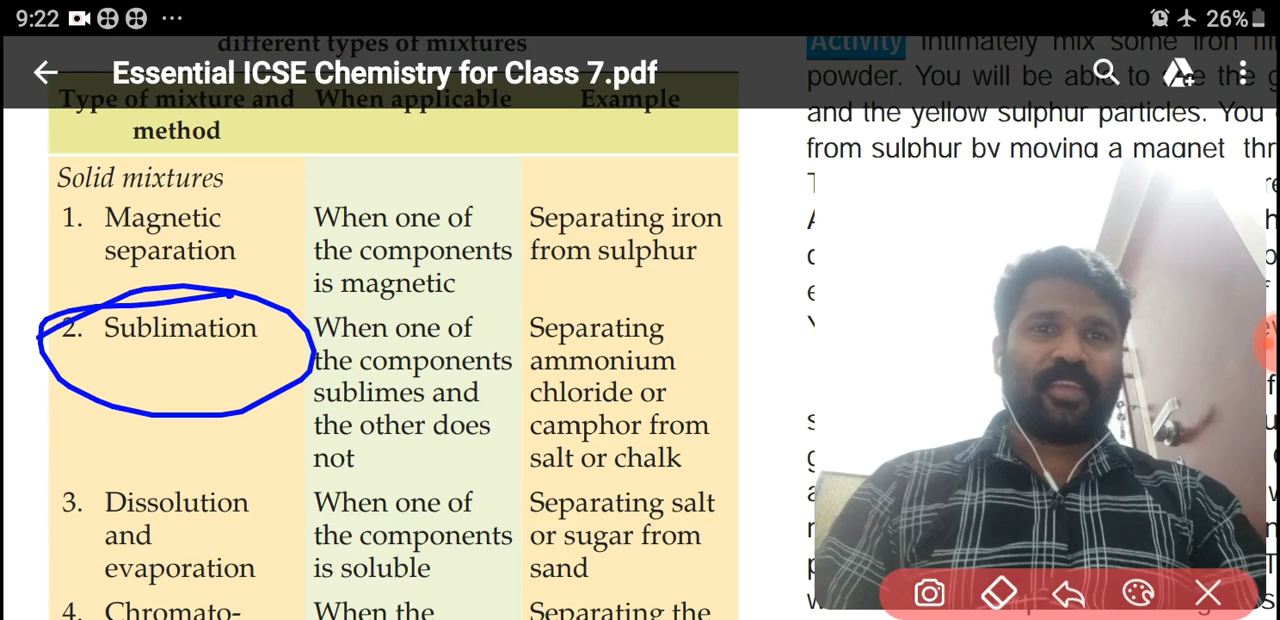 9:22
26%
different types of mixtures
Essential ICSE Chemistry for Class 7.pdf
Type of mixture and method
When applicable
Example
Solid mixtures
1. Magnetic separation
When one of the components is magnetic
Separating iron from sulphur
2. Sublimation
When one of the components sublimes and the other does not
Separating ammonium chloride or camphor from salt or chalk
3. Dissolution and evaporation
When one of the components is soluble
Separating salt or sugar from sand
4. Chromato-
When the
Separating the
Activity Intimately mix some iron
powder. You will be able to see the
and the yellow sulphur particles. You
from sulphur by moving a magnet